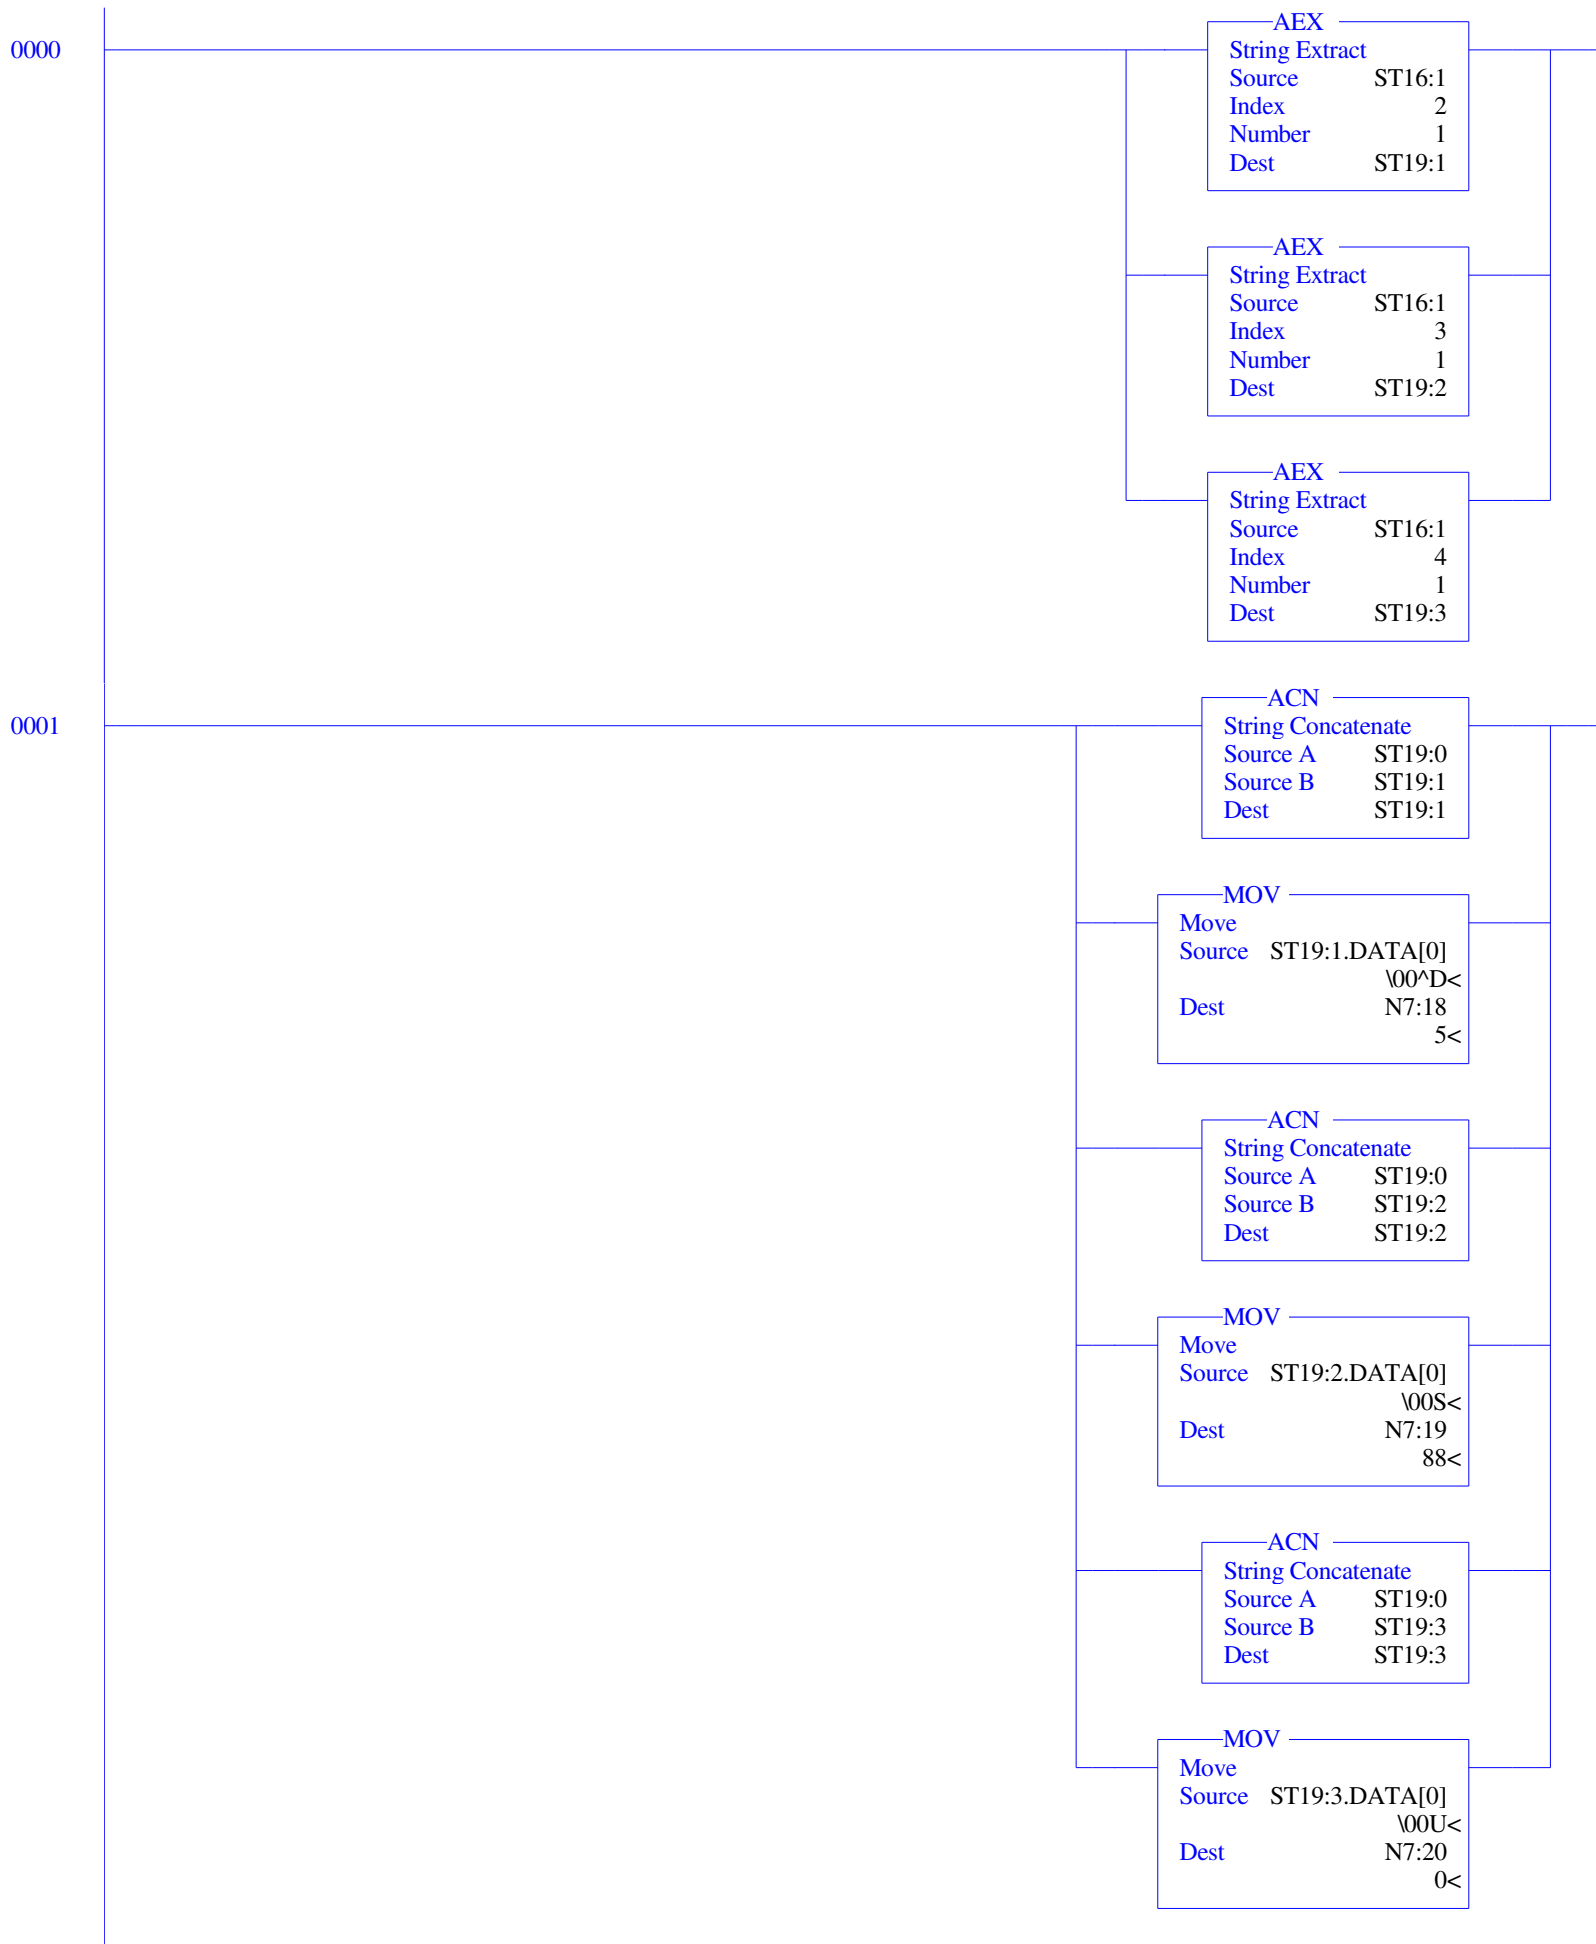 0000
AEX
String Extract
Source ST16:1
Index 2
Number 1
Dest ST19:1
AEX
String Extract
Source ST16:1
Index 3
Number 1
Dest ST19:2
AEX
String Extract
Source ST16:1
Index 4
Number 1
Dest ST19:3
0001
ACN
String Concatenate
Source A ST19:0
Source B ST19:1
Dest ST19:1
MOV
Move
Source ST19:1.DATA[0]
\00^D<
Dest N7:18
5<
ACN
String Concatenate
Source A ST19:0
Source B ST19:2
Dest ST19:2
MOV
Move
Source ST19:2.DATA[0]
\00S<
Dest N7:19
88<
ACN
String Concatenate
Source A ST19:0
Source B ST19:3
Dest ST19:3
MOV
Move
Source ST19:3.DATA[0]
\00U<
Dest N7:20
0<